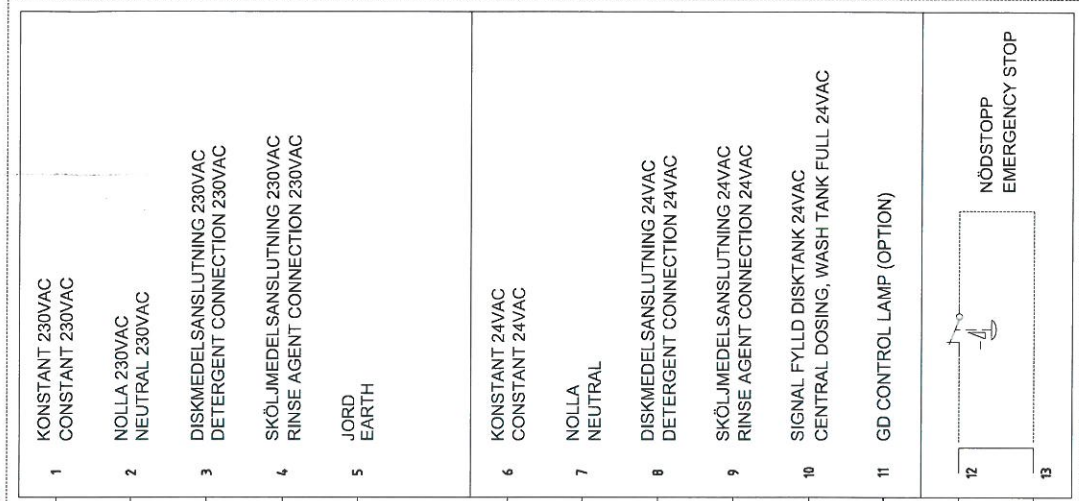 1
KONSTANT 230VAC
CONSTANT 230VAC
2
NOLLA 230VAC
NEUTRAL 230VAC
3
DISKMEDELSANSLUTNING 230VAC
DETERGENT CONNECTION 230VAC
4
SKÖLJMEDELSANSLUTNING 230VAC
RINSE AGENT CONNECTION 230VAC
5
JORD
EARTH
6
KONSTANT 24VAC
CONSTANT 24VAC
7
NOLLA
NEUTRAL
8
DISKMEDELSANSLUTNING 24VAC
DETERGENT CONNECTION 24VAC
9
SKÖLJMEDELSANSLUTNING 24VAC
RINSE AGENT CONNECTION 24VAC
10
SIGNAL FYLLD DISKTANK 24VAC
CENTRAL DOSING, WASH TANK FULL 24VAC
11
GD CONTROL LAMP (OPTION)
12
13
NÖDSTOPP
EMERGENCY STOP